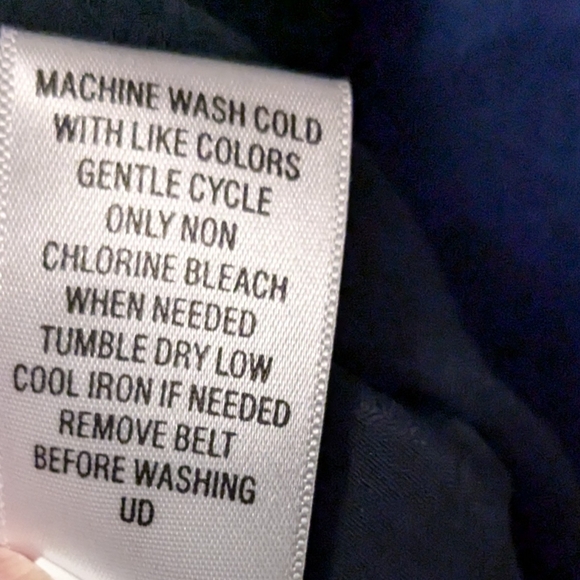 MACHINE WASH COLD
WITH LIKE COLORS
GENTLE CYCLE
ONLY NON
CHLORINE BLEACH
WHEN NEEDED
TUMBLE DRY LOW
COOL IRON IF NEEDED
REMOVE BELT
BEFORE WASHING
UD